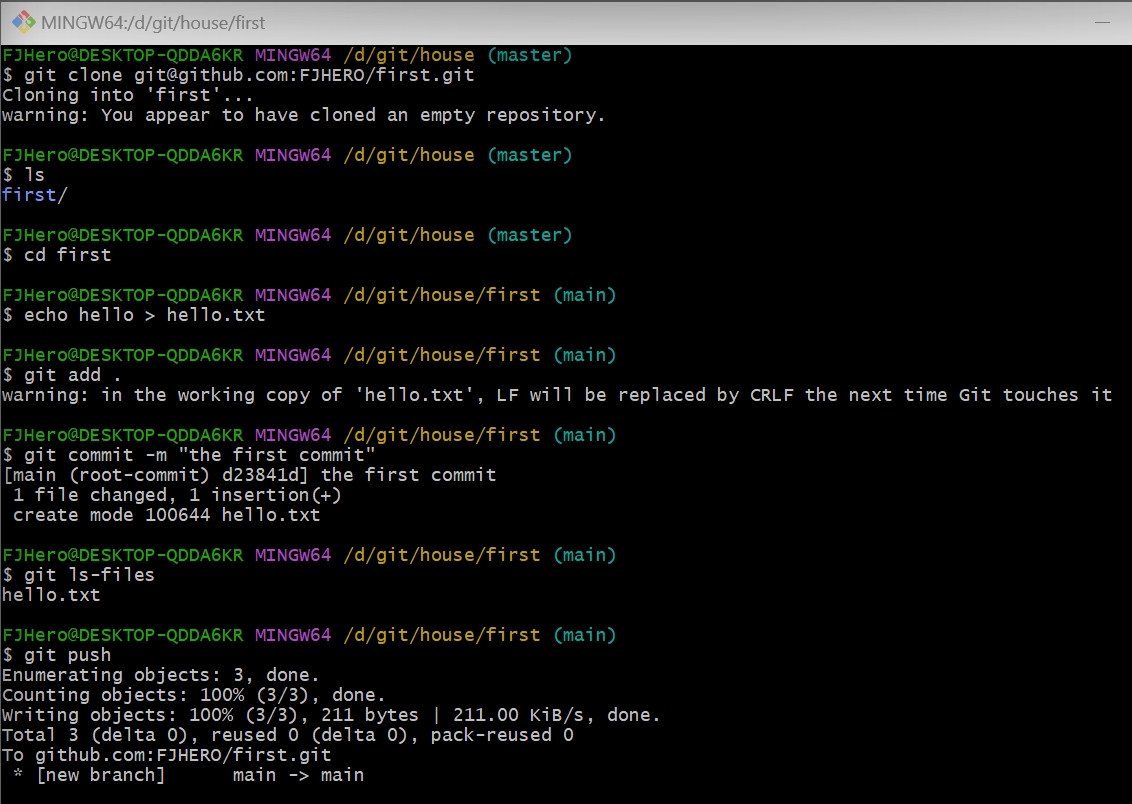 MINGW64:/d/git/house/first
FJHero@DESKTOP-QDDA6KR MINGW64 /d/git/house (master)
$ git clone git@github.com:FJHERO/first.git
Cloning into 'first'...
warning: You appear to have cloned an empty repository.
FJHero@DESKTOP-QDDA6KR MINGW64 /d/git/house (master)
$ ls
first/
FJHero@DESKTOP-QDDA6KR MINGW64 /d/git/house (master)
$ cd first
FJHero@DESKTOP-QDDA6KR MINGW64 /d/git/house/first (main)
$ echo hello > hello.txt
FJHero@DESKTOP-QDDA6KR MINGW64 /d/git/house/first (main)
$ git add .
warning: in the working copy of 'hello.txt', LF will be replaced by CRLF the next time Git touches it
FJHero@DESKTOP-QDDA6KR MINGW64 /d/git/house/first (main)
$ git commit -m "the first commit"
[main (root-commit) d23841d] the first commit
 1 file changed, 1 insertion(+)
 create mode 100644 hello.txt
FJHero@DESKTOP-QDDA6KR MINGW64 /d/git/house/first (main)
$ git ls-files
hello.txt
FJHero@DESKTOP-QDDA6KR MINGW64 /d/git/house/first (main)
$ git push
Enumerating objects: 3, done.
Counting objects: 100% (3/3), done.
Writing objects: 100% (3/3), 211 bytes | 211.00 KiB/s, done.
Total 3 (delta 0), reused 0 (delta 0), pack-reused 0
To github.com:FJHERO/first.git
 * [new branch]      main -> main